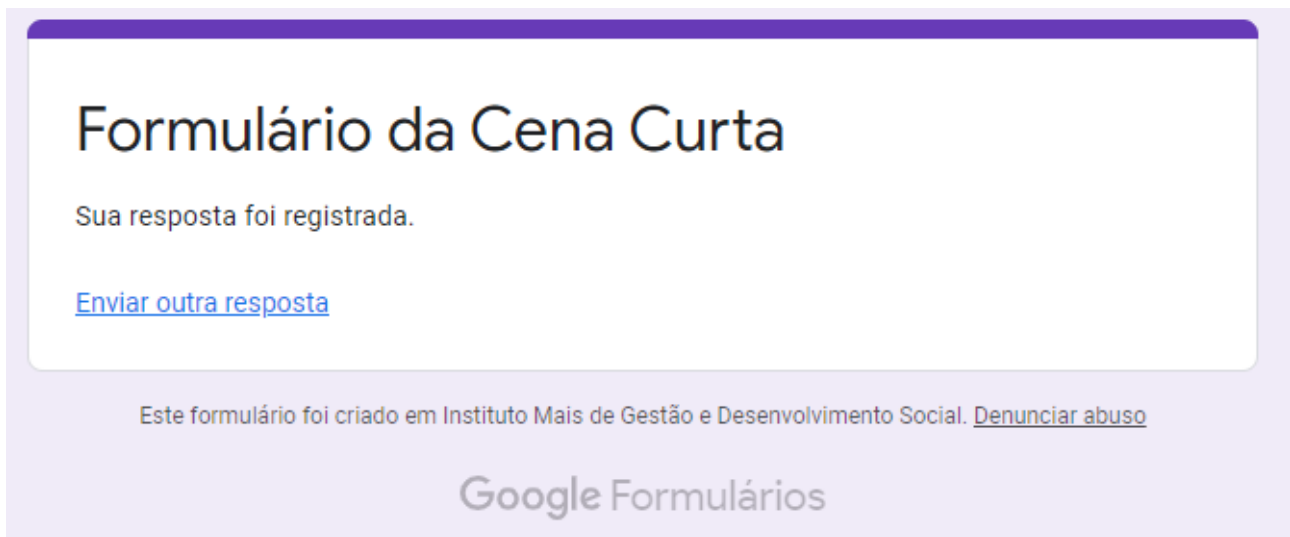 Formulário da Cena Curta
Sua resposta foi registrada.
Enviar outra resposta
Este formulário foi criado em Instituto Mais de Gestão e Desenvolvimento Social. Denunciar abuso
Google Formulários